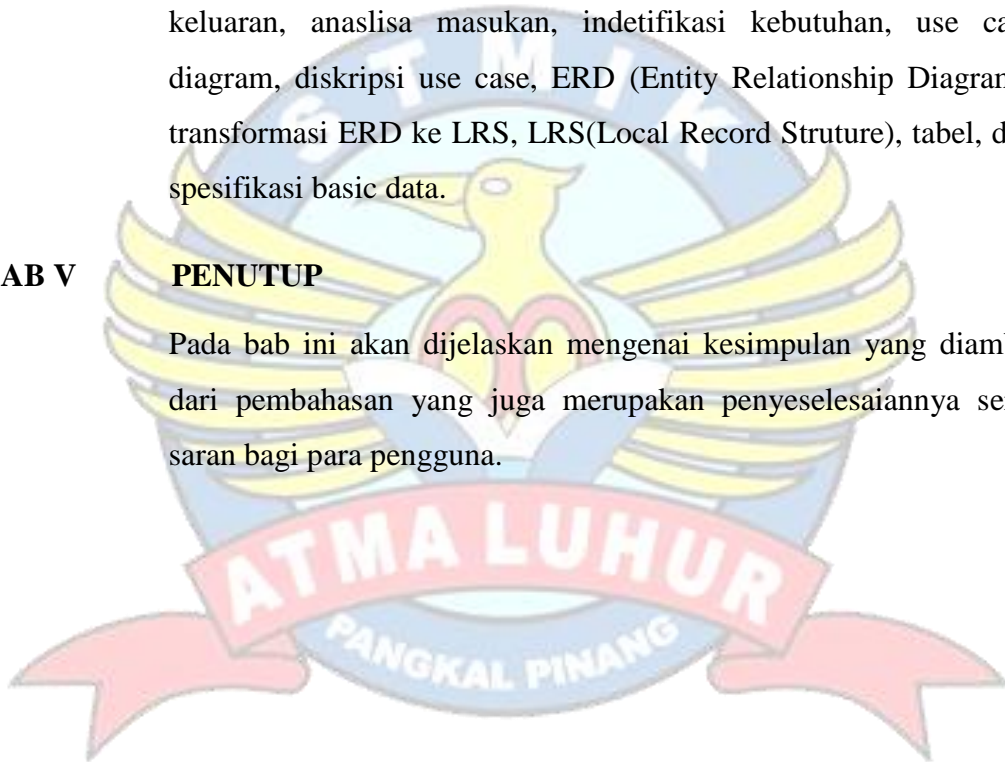 keluaran, anaslisa masukan, indetifikasi kebutuhan, use ca
diagram, diskripsi use case, ERD (Entity Relationship Diagran
transformasi ERD ke LRS, LRS(Local Record Struture), tabel, d
spesifikasi basic data.
AB V PENUTUP
Pada bab ini akan dijelaskan mengenai kesimpulan yang diam
dari pembahasan yang juga merupakan penyeselesaiannya se
saran bagi para pengguna.
STMIK
ATMA LUHUR
PANGKAL PINANG